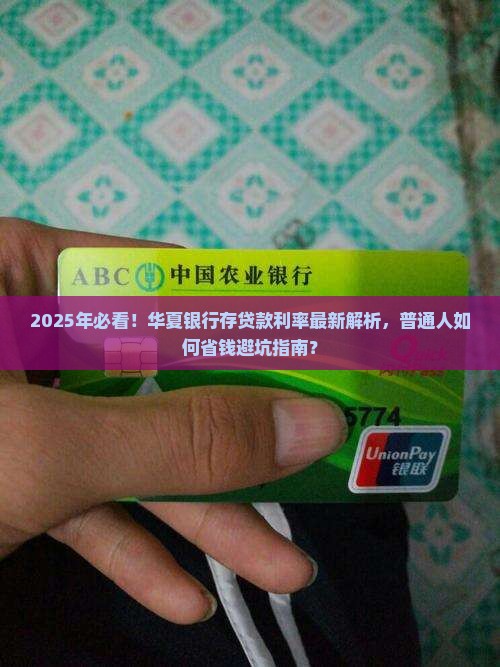 ABC 中国农业银行
2025年必看！华夏银行存贷款利率最新解析，普通人如
何省钱避坑指南？
5774
UnionPay
银联